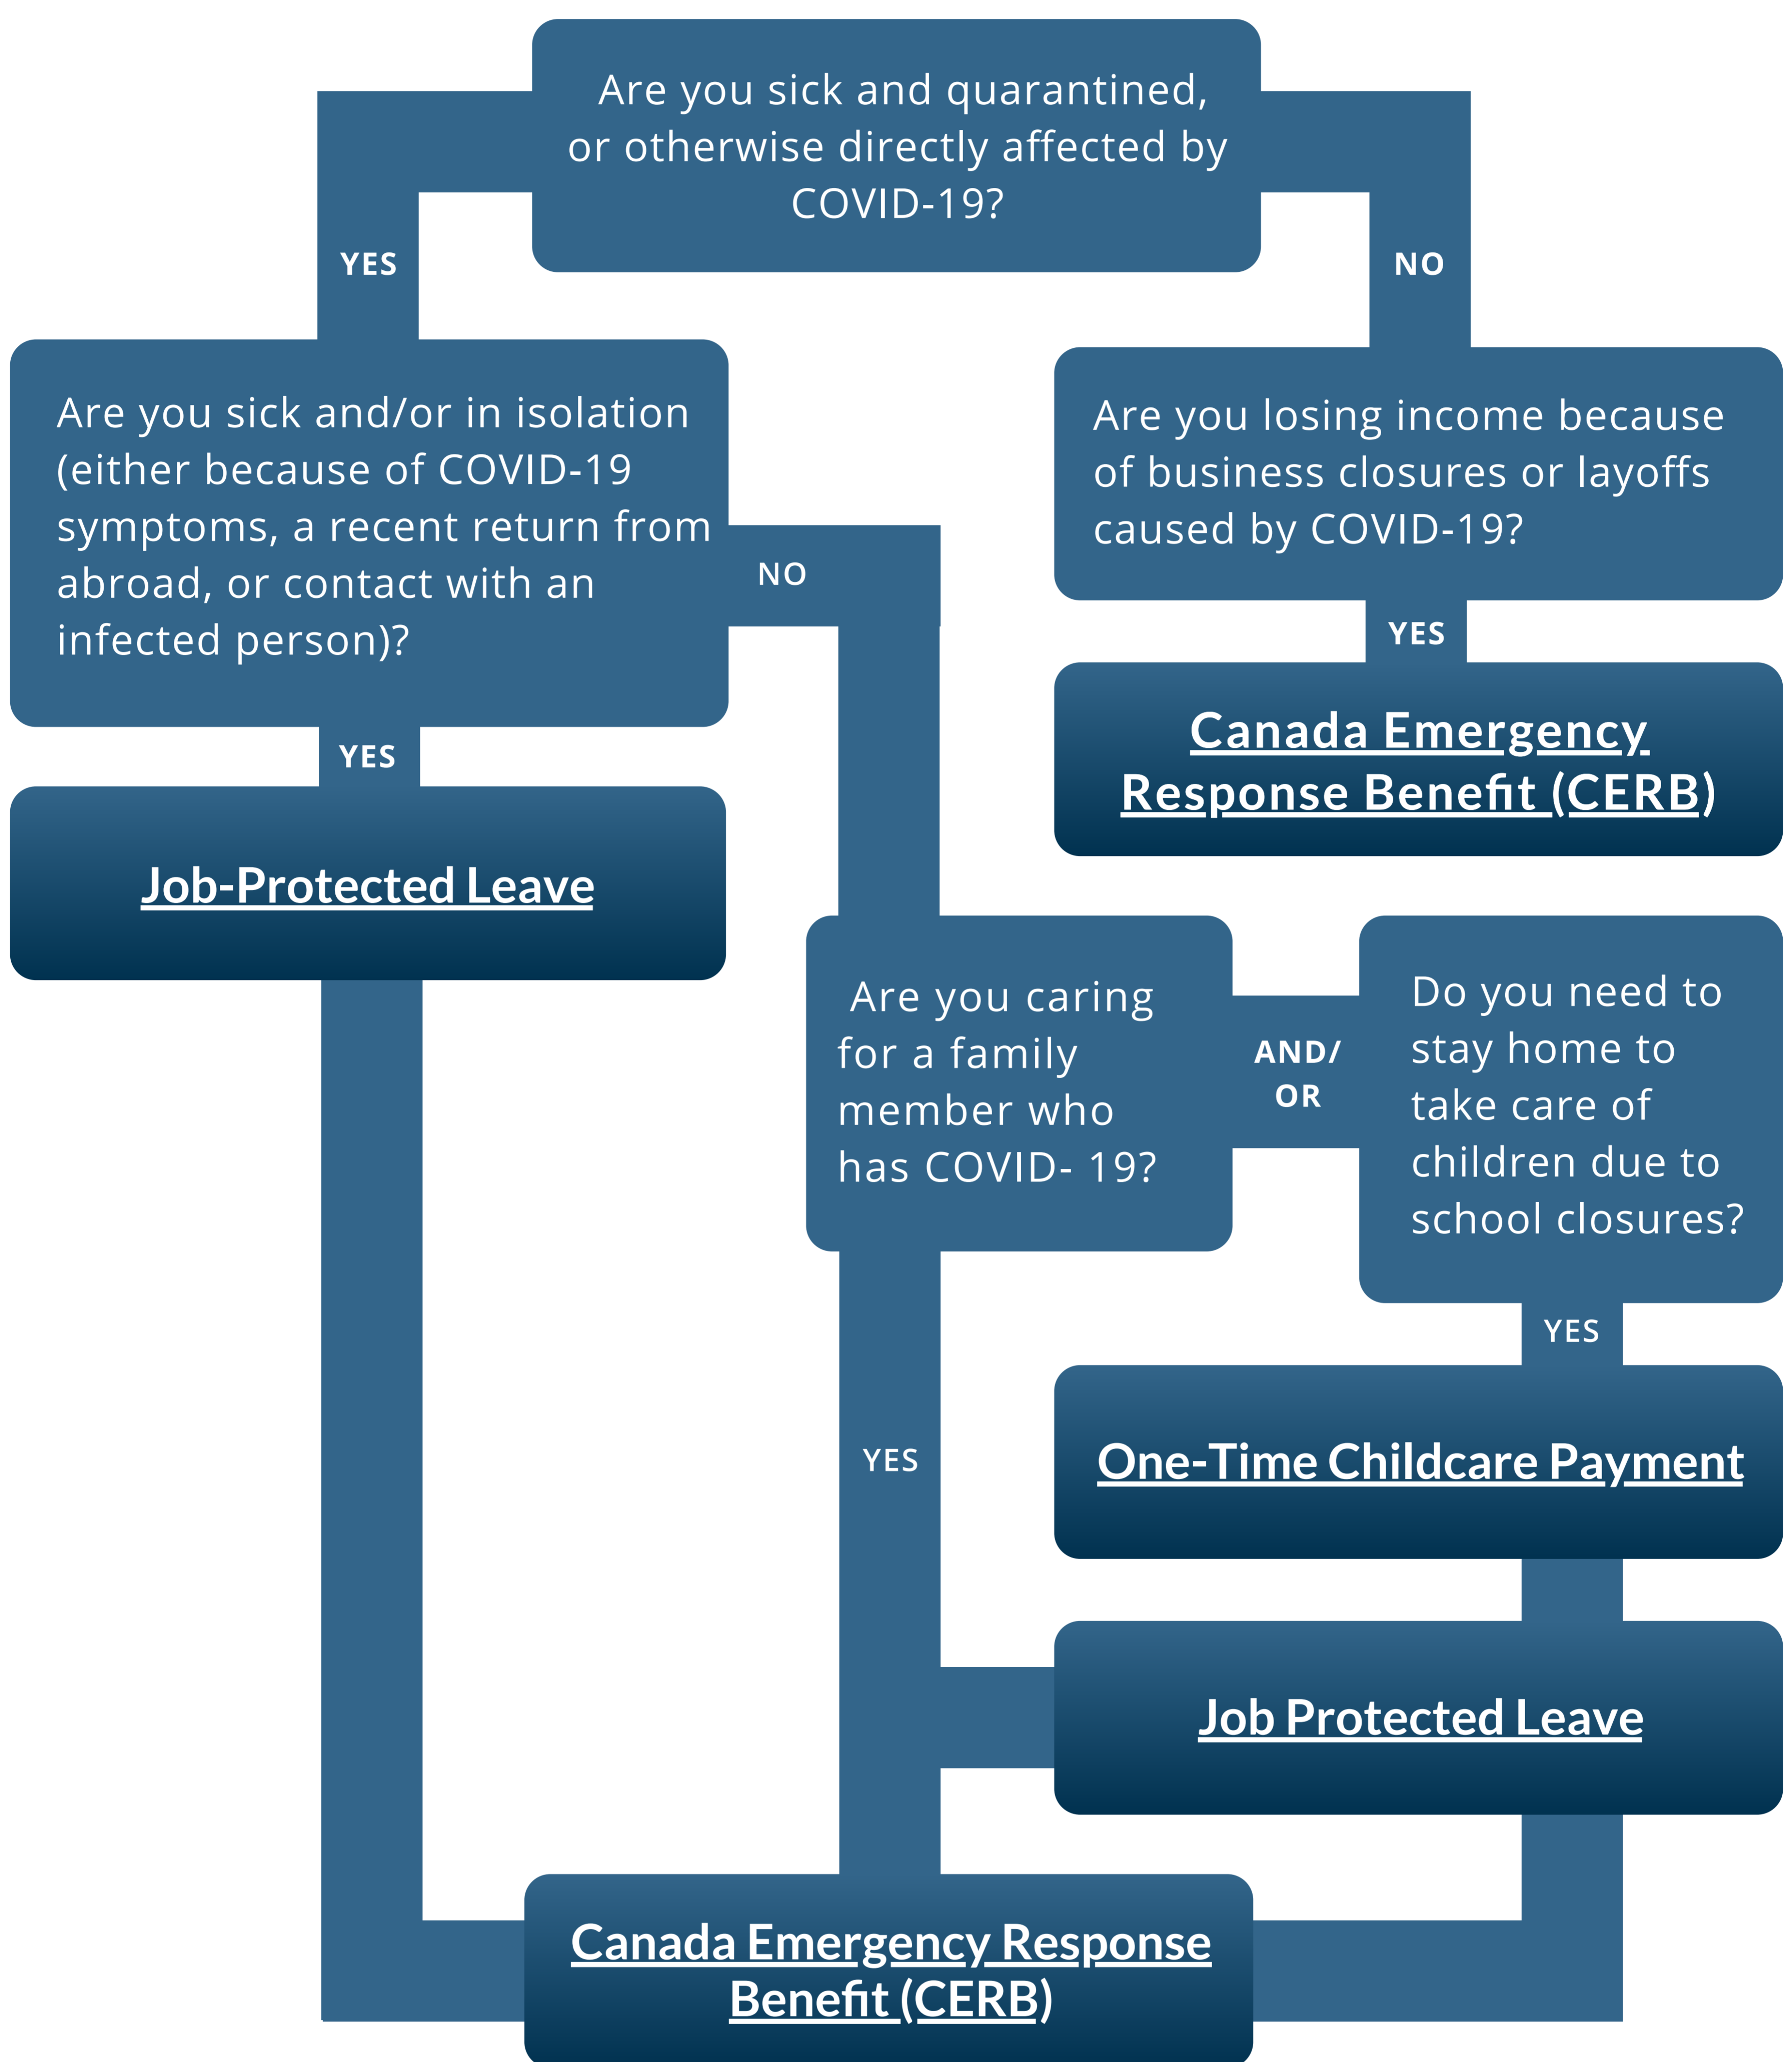 Are you sick and quarantined,
or otherwise directly affected by
COVID-19?
YES
NO
Are you sick and/or in isolation
(either because of COVID-19
symptoms, a recent return from
abroad, or contact with an
infected person)?
Are you losing income because
of business closures or layoffs
caused by COVID-19?
NO
YES
YES
Canada Emergency
Response Benefit (CERB)
Job-Protected Leave
Are you caring
for a family
member who
has COVID- 19?
AND/
OR
Do you need to
stay home to
take care of
children due to
school closures?
YES
YES
One-Time Childcare Payment
Job Protected Leave
Canada Emergency Response
Benefit (CERB)